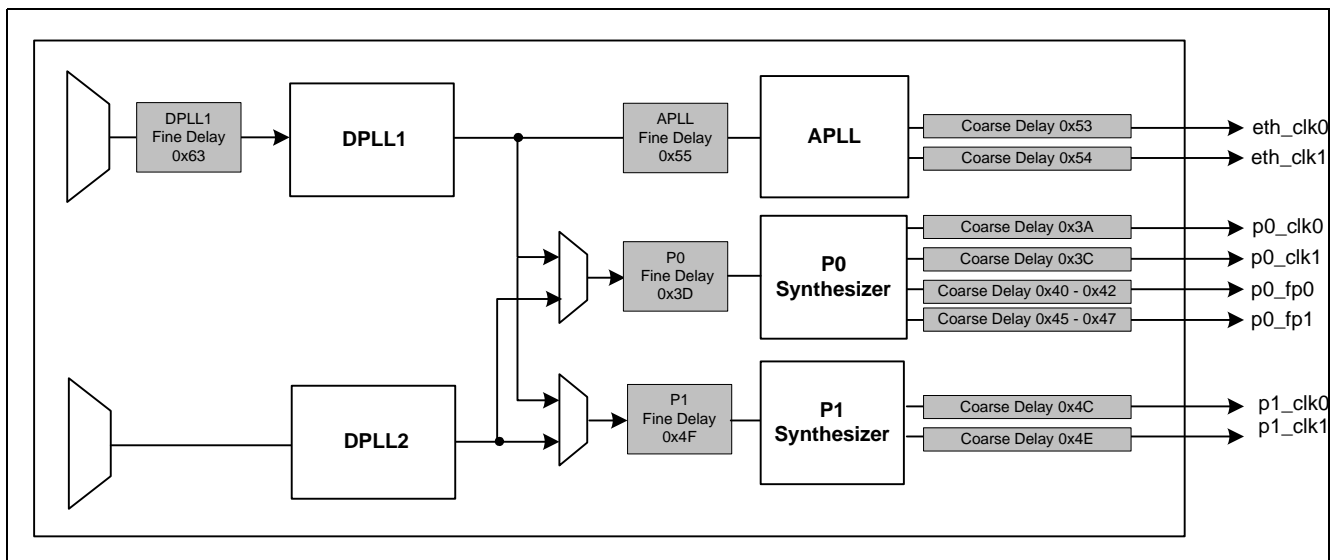 DPLL1
Fine Delay
0x63
DPLL1
APLL
Fine Delay
0x55
APLL
Coarse Delay 0x53
eth_clk0
Coarse Delay 0x54
eth_clk1
P0
Fine Delay
0x3D
P0
Synthesizer
Coarse Delay 0x3A
p0_clk0
Coarse Delay 0x3C
p0_clk1
Coarse Delay 0x40 - 0x42
p0_fp0
Coarse Delay 0x45 - 0x47
p0_fp1
DPLL2
P1
Fine Delay
0x4F
P1
Synthesizer
Coarse Delay 0x4C
p1_clk0
Coarse Delay 0x4E
p1_clk1